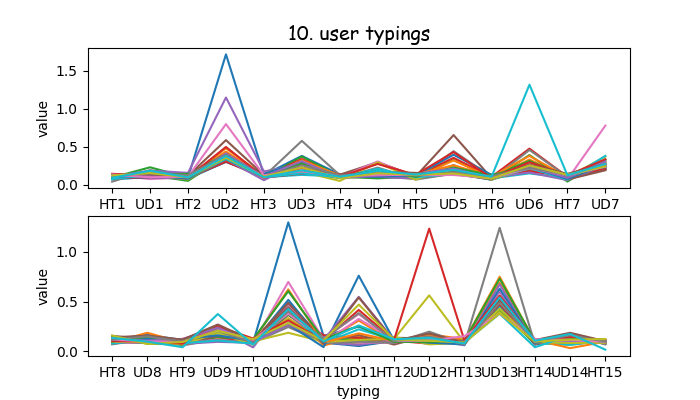 10. user typings
value
1.5
1.0
0.5
0.0
HT1 UD1 HT2 UD2 HT3 UD3 HT4 UD4 HT5 UD5 HT6 UD6 HT7 UD7
value
1.0
0.5
0.0
HT8 UD8 HT9 UD9 HT10 UD10 HT11 UD11 HT12 UD12 HT13 UD13 HT14 UD14 HT15
typing